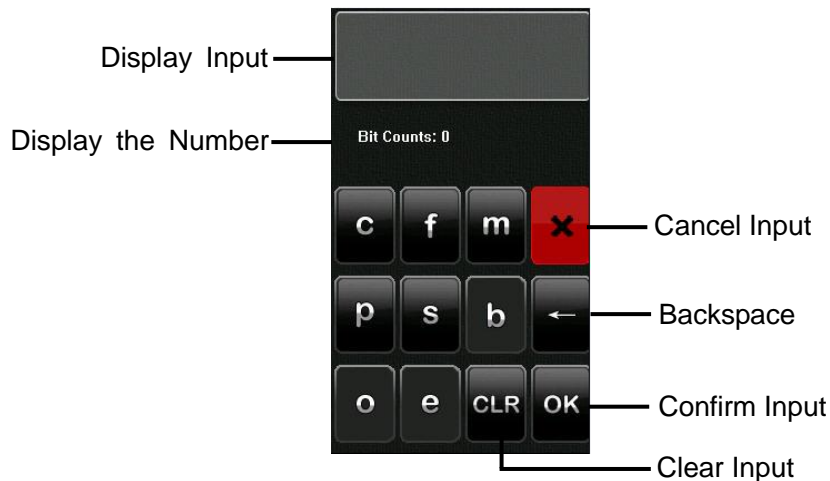 Display Input
Display the Number
Bit Counts: 0
c f m ✖ Cancel Input
p s b ← Backspace
o e CLR OK Confirm Input
Clear Input